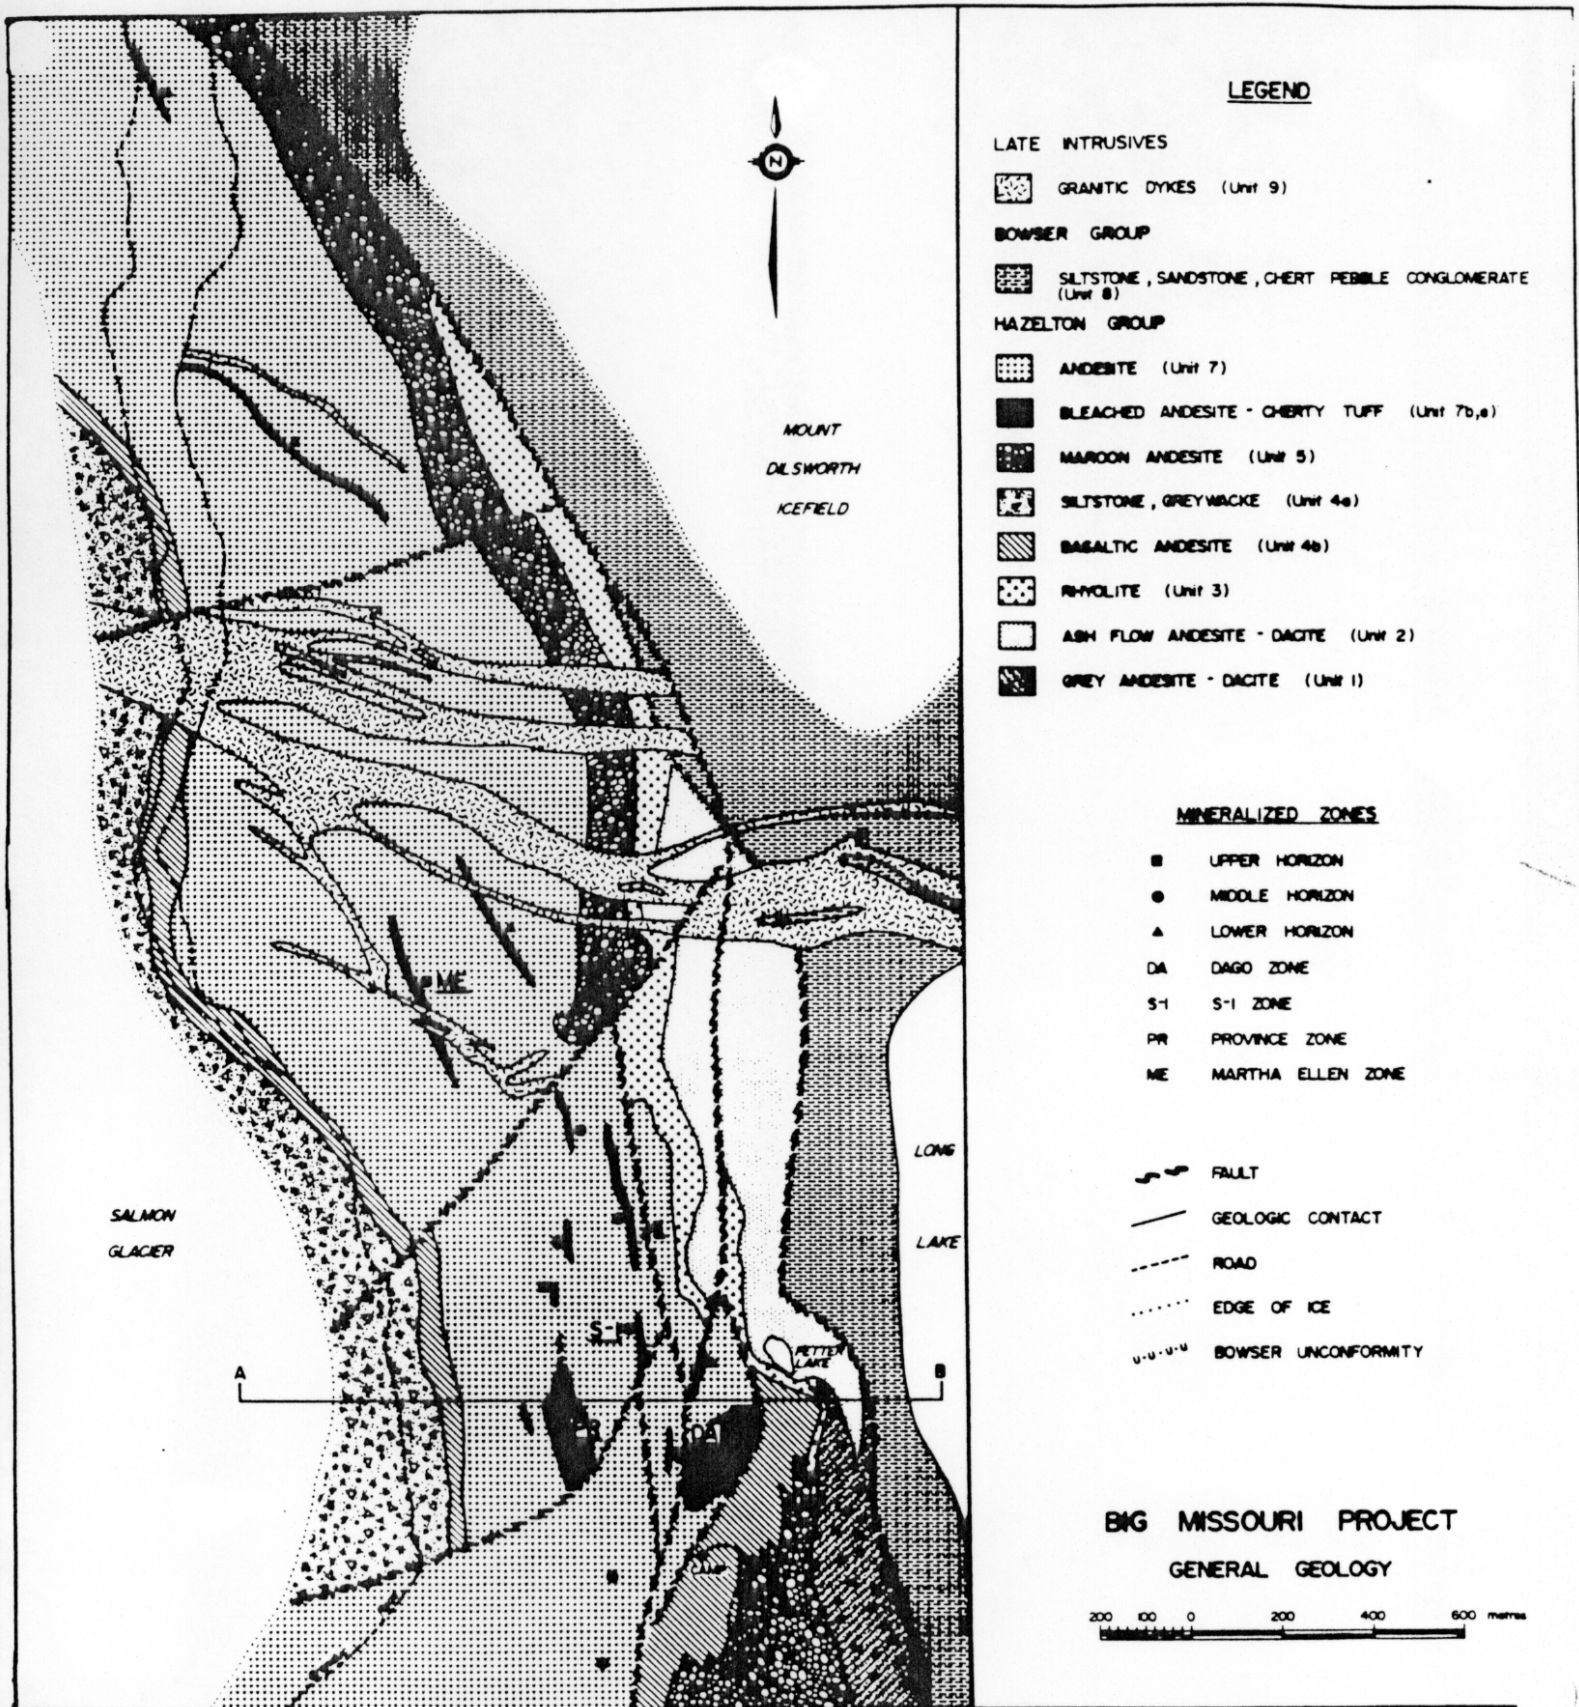 N
MOUNT
DILSWORTH
ICEFIELD
ME
SALMON
GLACIER
LONG
LAKE
S-1
PETTER
LAKE
A
B
PR
DA
CAMP
LEGEND
LATE INTRUSIVES
GRANITIC DYKES (Unit 9)
BOWSER GROUP
SILTSTONE, SANDSTONE, CHERT PEBBLE CONGLOMERATE
(Unit 8)
HAZELTON GROUP
ANDESITE (Unit 7)
BLEACHED ANDESITE - CHERTY TUFF (Unit 7b,e)
MAROON ANDESITE (Unit 5)
SILTSTONE, GREYWACKE (Unit 4a)
BASALTIC ANDESITE (Unit 4b)
RHYOLITE (Unit 3)
ASH FLOW ANDESITE - DACITE (Unit 2)
GREY ANDESITE - DACITE (Unit 1)
MINERALIZED ZONES
UPPER HORIZON
MIDDLE HORIZON
LOWER HORIZON
DA DAGO ZONE
S-1 S-1 ZONE
PR PROVINCE ZONE
ME MARTHA ELLEN ZONE
FAULT
GEOLOGIC CONTACT
ROAD
EDGE OF ICE
U-U-U-U BOWSER UNCONFORMITY
BIG MISSOURI PROJECT
GENERAL GEOLOGY
200 100 0 200 400 600 metres